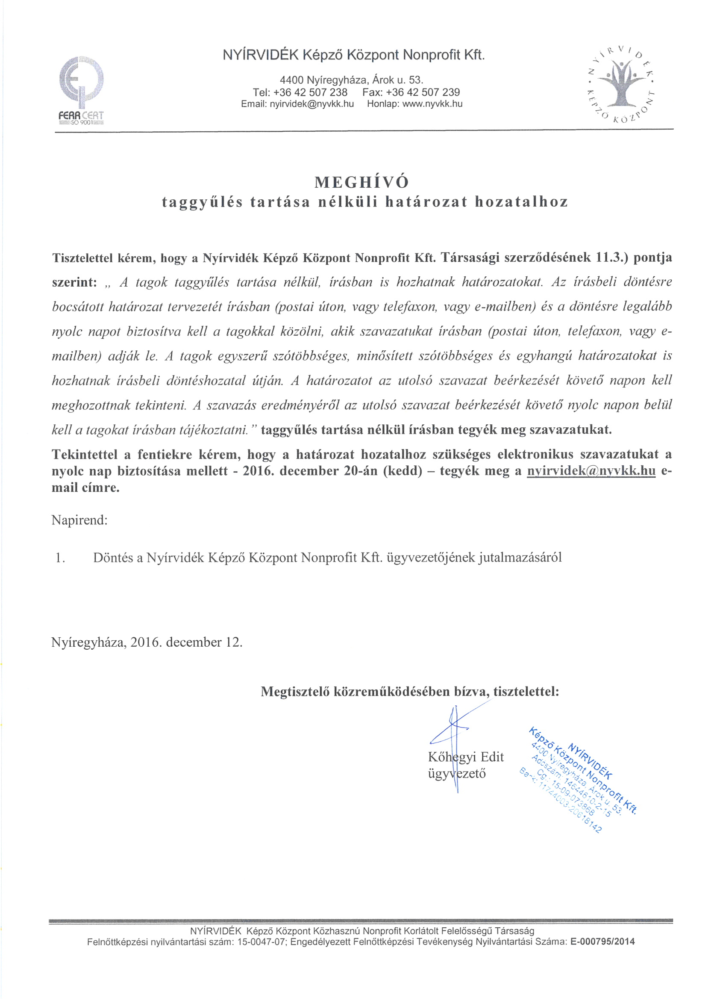 NYÍRVIDÉK Képző Központ Nonprofit Kft.
4400 Nyíregyháza, Árok u. 53.
Tel: +36 42 507 238 Fax: +36 42 507 239
Email: nyirvidek@nyvkk.hu Honlap: www.nyvkk.hu
FERR CERT
ISO 9001
• NYÍRVIDÉK • KÉPZŐ KÖZPONT
MEGHÍVÓ
taggyűlés tartása nélküli határozat hozatalhoz
Tisztelettel kérem, hogy a Nyírvidék Képző Központ Nonprofit Kft. Társasági szerződésének 11.3.) pontja
szerint: „ A tagok taggyűlés tartása nélkül, írásban is hozhatnak határozatokat. Az írásbeli döntésre
bocsátott határozat tervezetét írásban (postai úton, vagy telefaxon, vagy e-mailben) és a döntésre legalább
nyolc napot biztosítva kell a tagokkal közölni, akik szavazatukat írásban (postai úton, telefaxon, vagy e-
mailben) adják le. A tagok egyszerű szótöbbséges, minősített szótöbbséges és egyhangú határozatokat is
hozhatnak írásbeli döntéshozatal útján. A határozatot az utolsó szavazat beérkezését követő napon kell
meghozottnak tekinteni. A szavazás eredményéről az utolsó szavazat beérkezését követő nyolc napon belül
kell a tagokat írásban tájékoztatni.” taggyűlés tartása nélkül írásban tegyék meg szavazatukat.
Tekintettel a fentiekre kérem, hogy a határozat hozatalhoz szükséges elektronikus szavazatukat a
nyolc nap biztosítása mellett - 2016. december 20-án (kedd) – tegyék meg a nyirvidek@nyvkk.hu e-
mail címre.
Napirend:
1. Döntés a Nyírvidék Képző Központ Nonprofit Kft. ügyvezetőjének jutalmazásáról
Nyíregyháza, 2016. december 12.
Megtisztelő közreműködésében bízva, tisztelettel:
Kőhegyi Edit
ügyvezető
NYÍRVIDÉK
Képző Központ Nonprofit Kft.
4400 Nyíregyháza, Árok u. 53.
Adószám: 14644610-2-15
Cg.: 15-09-073868
Bank: 11744003-20618142
NYÍRVIDÉK Képző Központ Közhasznú Nonprofit Korlátolt Felelősségű Társaság
Felnőttképzési nyilvántartási szám: 15-0047-07; Engedélyezett Felnőttképzési Tevékenység Nyilvántartási Száma: E-000795/2014